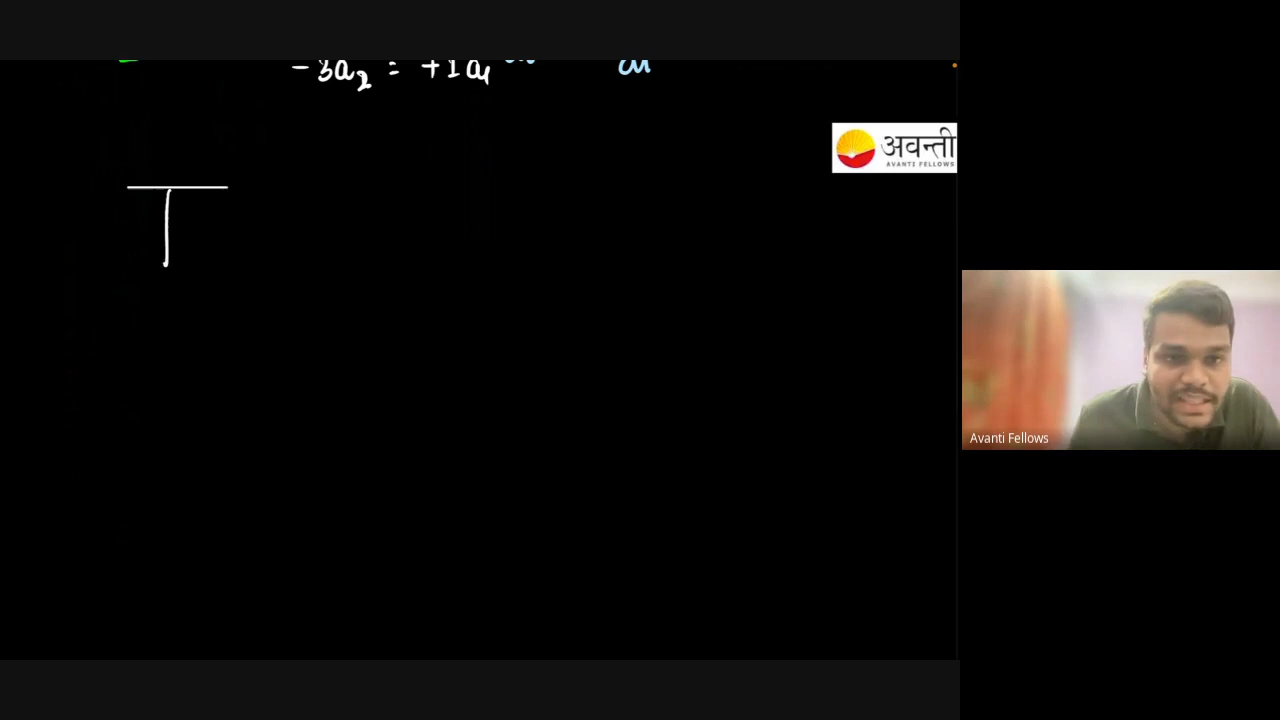 -3a₂ = +1a₁
अवन्ती
AVANTI FELLOWS
Avanti Fellows